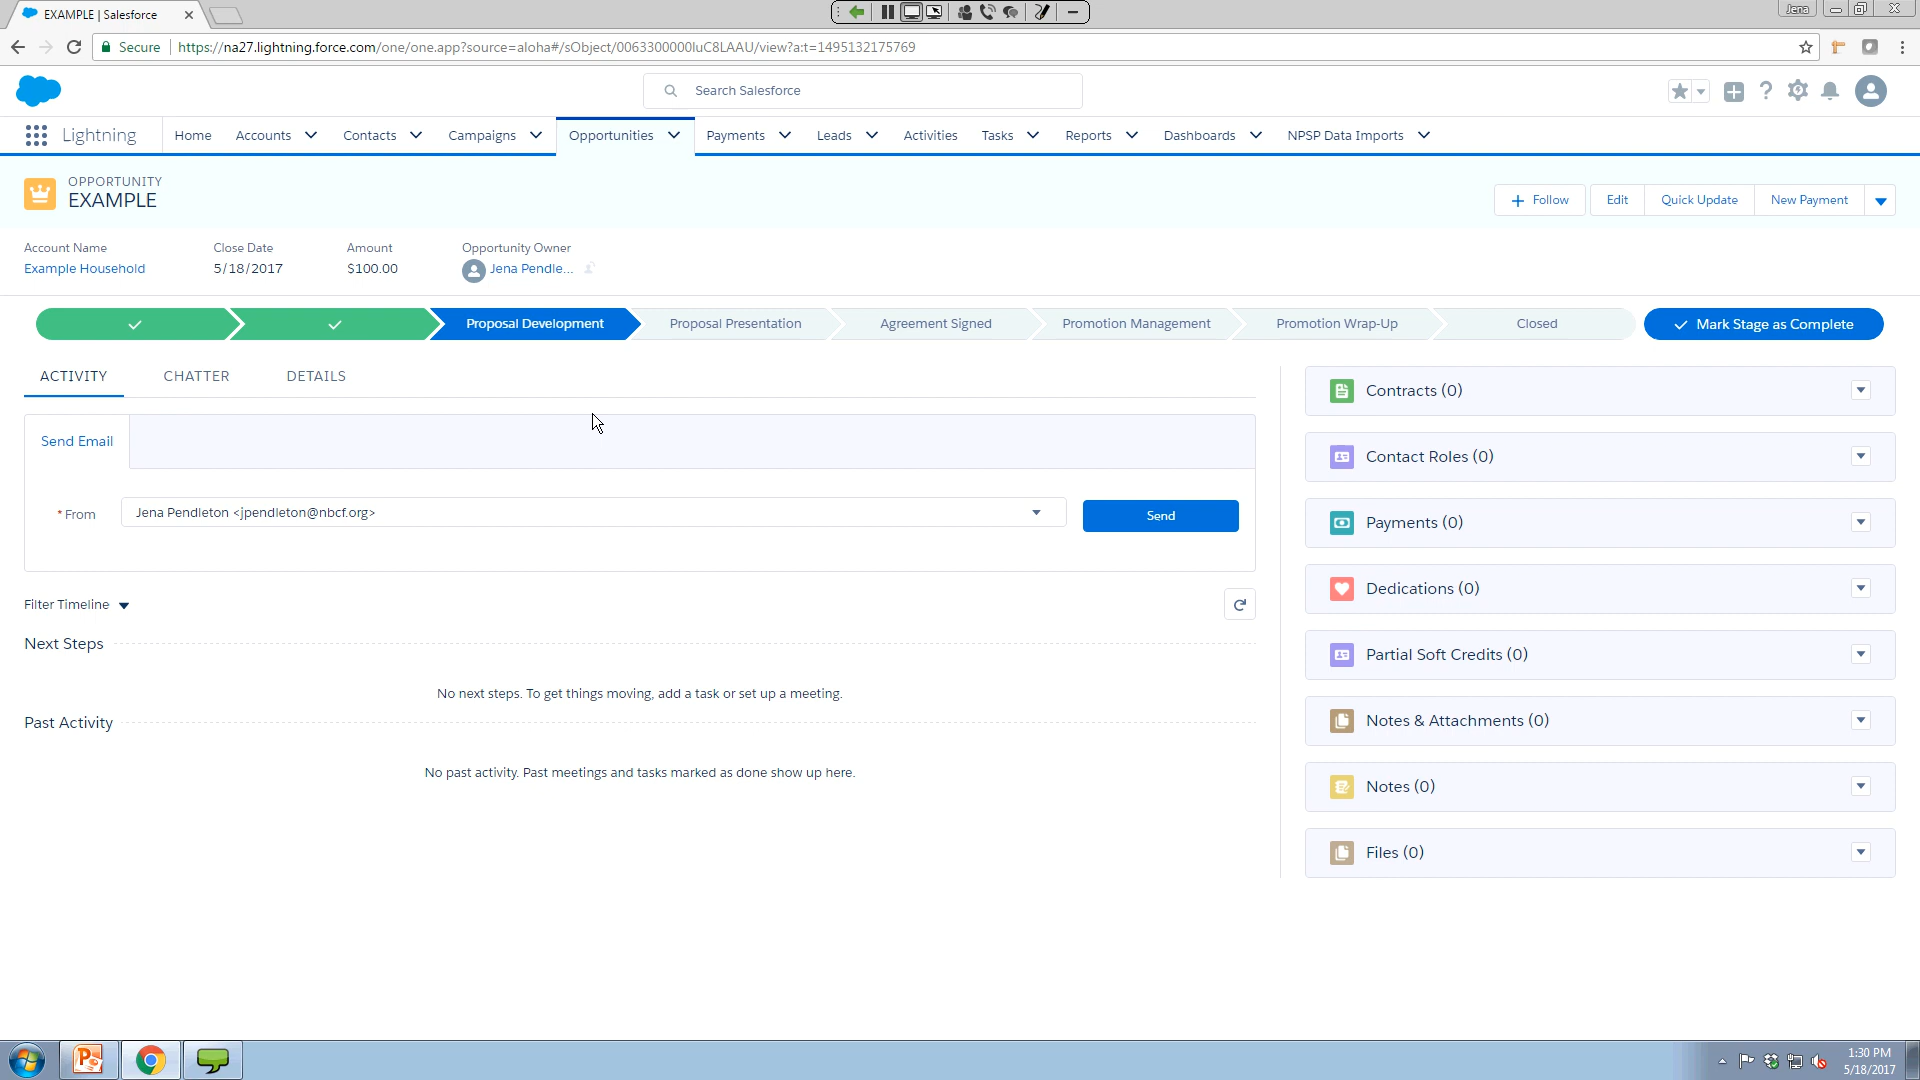 EXAMPLE | Salesforce
Jena
Secure
https://na27.lightning.force.com/one/one.app?source=aloha#/sObject/0063300000luC8LAAU/view?a:t=1495132175769
Search Salesforce
Lightning
Home
Accounts
Contacts
Campaigns
Opportunities
Payments
Leads
Activities
Tasks
Reports
Dashboards
NPSP Data Imports
OPPORTUNITY
EXAMPLE
Follow
Edit
Quick Update
New Payment
Account Name
Close Date
Amount
Opportunity Owner
Example Household
5/18/2017
$100.00
Jena Pendle...
Proposal Development
Proposal Presentation
Agreement Signed
Promotion Management
Promotion Wrap-Up
Closed
Mark Stage as Complete
ACTIVITY
CHATTER
DETAILS
Send Email
* From
Jena Pendleton <jpendleton@nbcf.org>
Send
Filter Timeline
Next Steps
No next steps. To get things moving, add a task or set up a meeting.
Past Activity
No past activity. Past meetings and tasks marked as done show up here.
Contracts (0)
Contact Roles (0)
Payments (0)
Dedications (0)
Partial Soft Credits (0)
Notes & Attachments (0)
Notes (0)
Files (0)
1:30 PM
5/18/2017